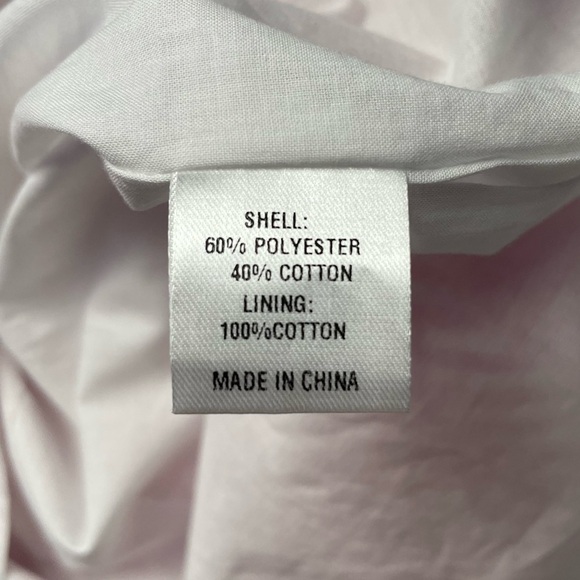 SHELL:
60% POLYESTER
40% COTTON
LINING:
100%COTTON
MADE IN CHINA